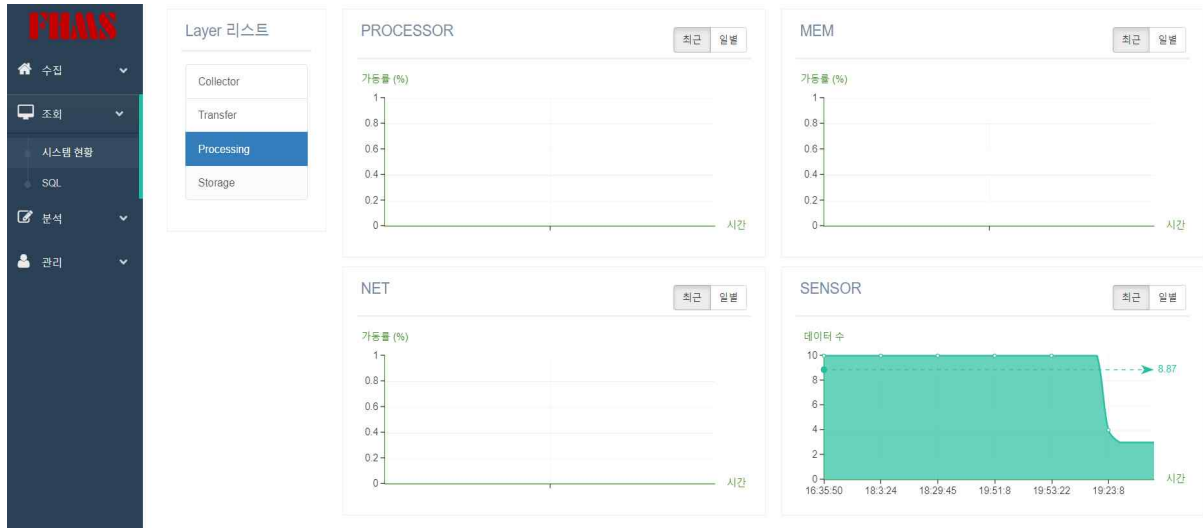 FHMS
수집
조회
시스템 현황
SQL
분석
관리
Layer 리스트
Collector
Transfer
Processing
Storage
PROCESSOR
최근 일별
가동률 (%)
1
0.8
0.6
0.4
0.2
0
시간
MEM
최근 일별
가동률 (%)
1
0.8
0.6
0.4
0.2
0
시간
NET
최근 일별
가동률 (%)
1
0.8
0.6
0.4
0.2
0
시간
SENSOR
최근 일별
데이터 수
10
8.87
8
6
4
2
0
시간
16:35:50 18:3:24 18:29:45 19:51:8 19:53:22 19:23:8